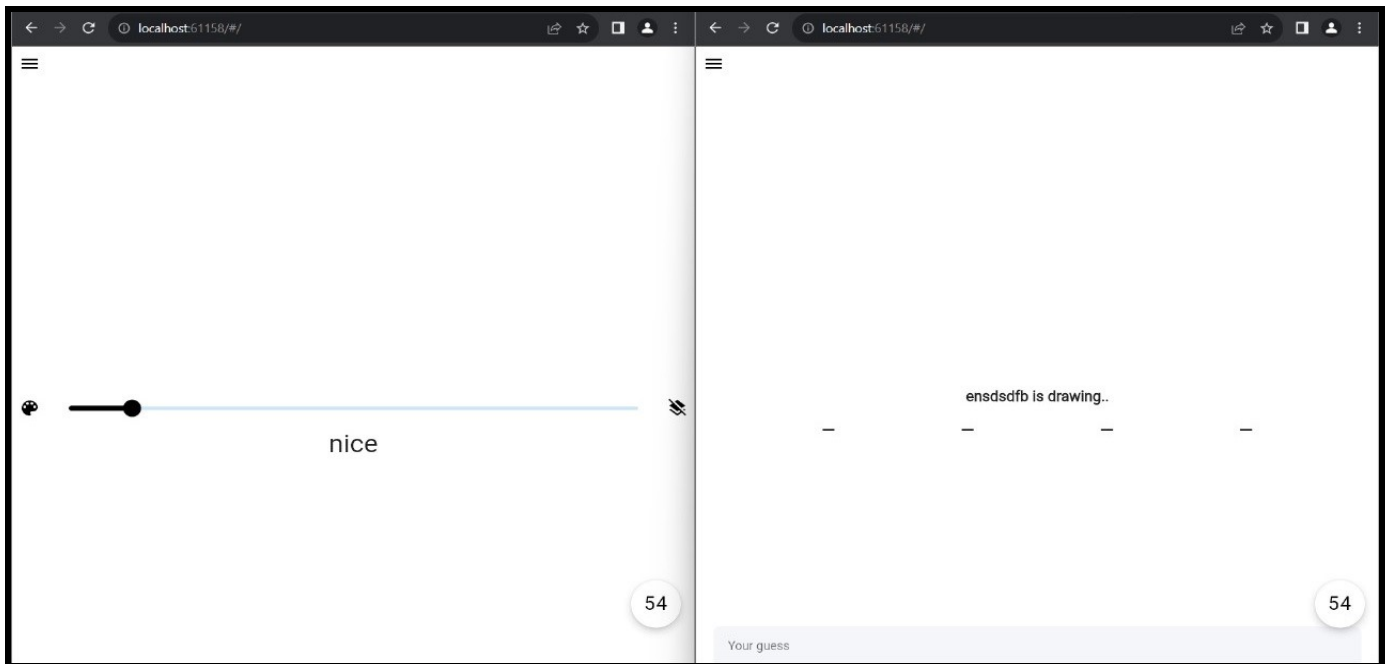 localhost:61158/#/
nice
54
localhost:61158/#/
ensdsdfb is drawing..
_ _ _ _
54
Your guess